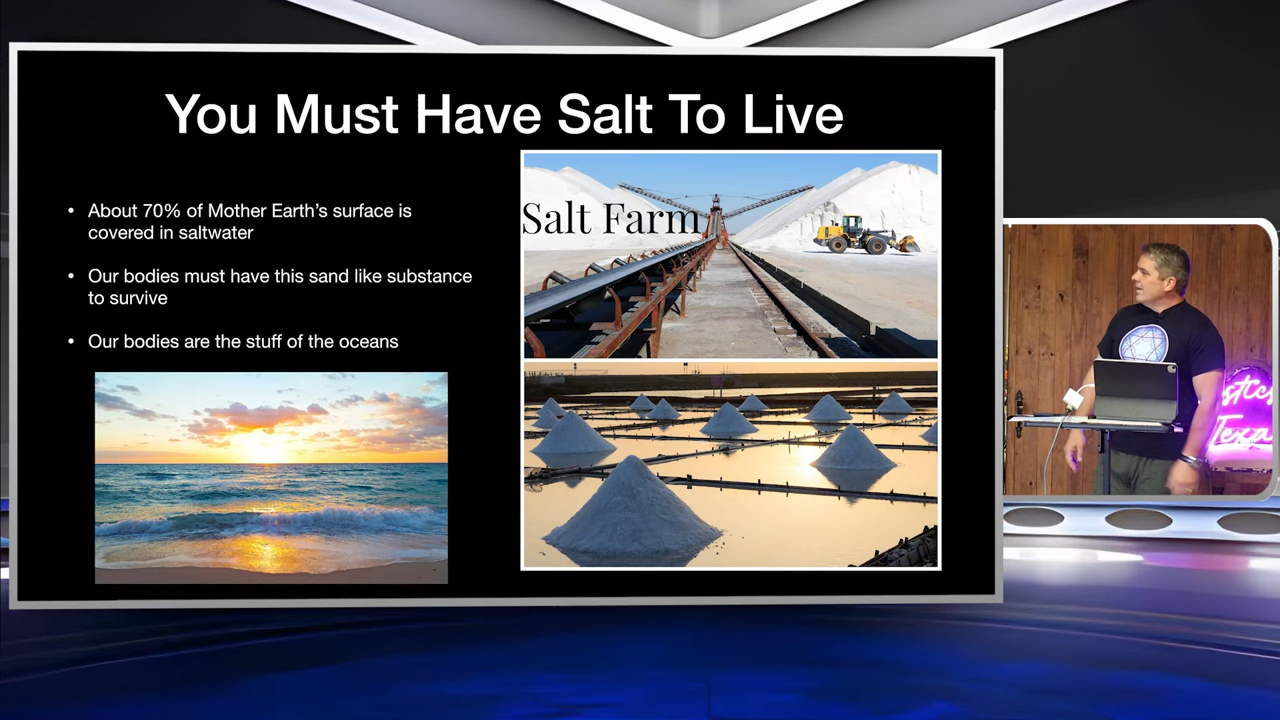 You Must Have Salt To Live
• About 70% of Mother Earth's surface is
covered in saltwater
• Our bodies must have this sand like substance
to survive
• Our bodies are the stuff of the oceans
Salt Farm
Texa